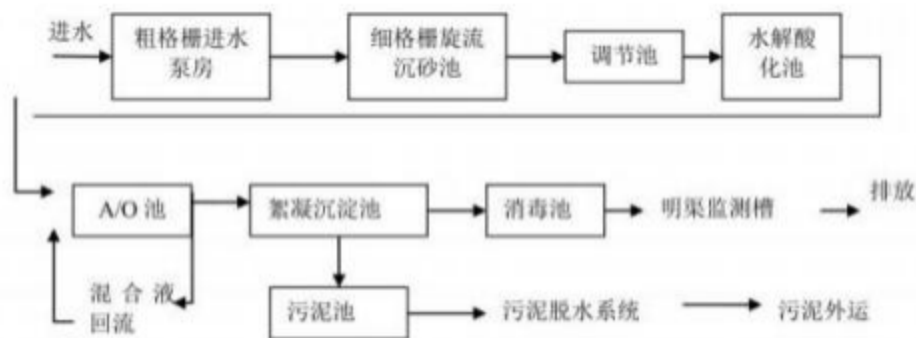 进水
粗格栅进水
泵房
细格栅旋流
沉砂池
调节池
水解酸
化池
A/O 池
絮凝沉淀池
消毒池
明渠监测槽
排放
混合液
回流
污泥池
污泥脱水系统
污泥外运